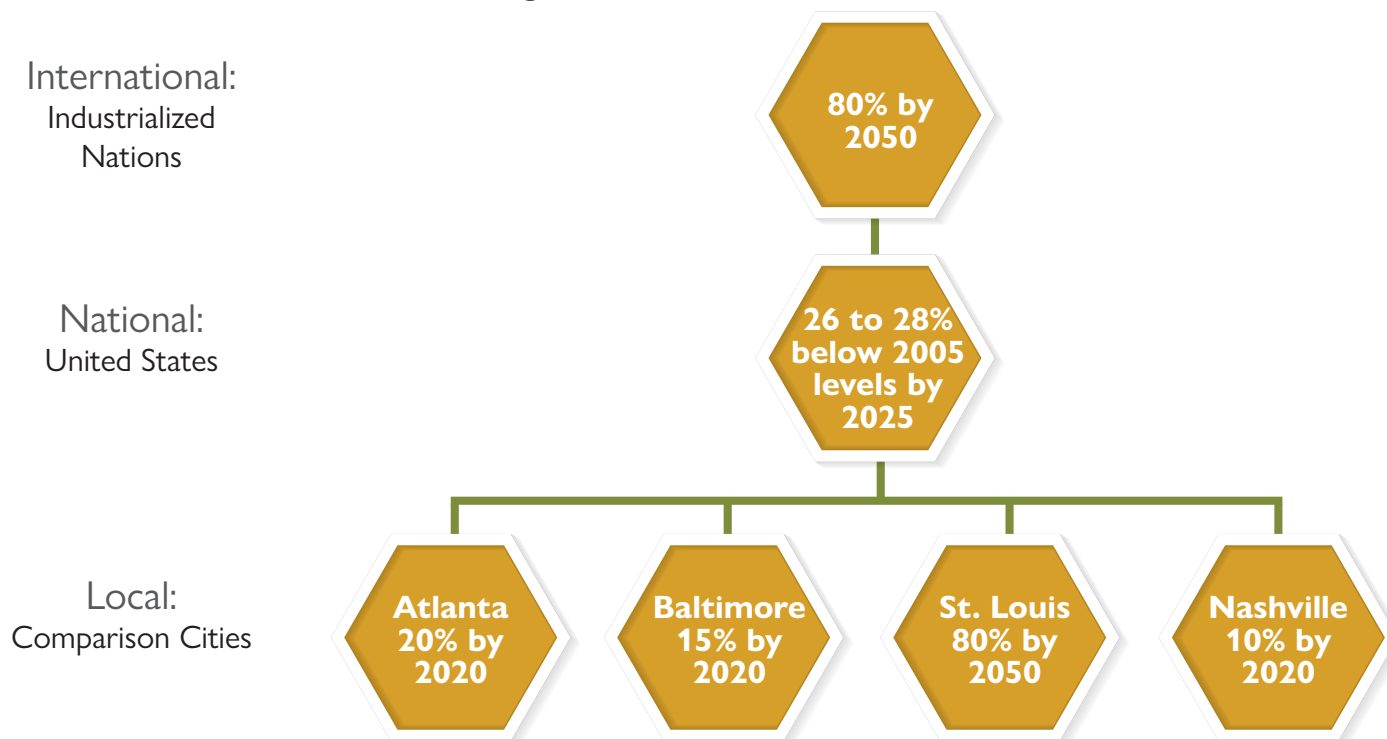 International:
Industrialized
Nations
80% by
2050
National:
United States
26 to 28%
below 2005
levels by
2025
Local:
Comparison Cities
Atlanta
20% by
2020
Baltimore
15% by
2020
St. Louis
80% by
2050
Nashville
10% by
2020